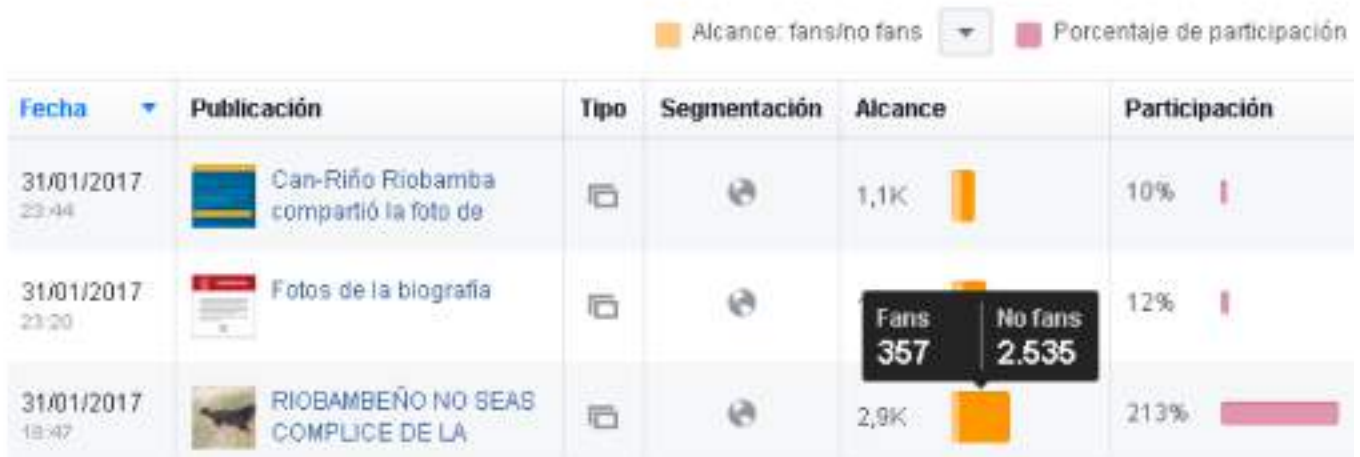 Alcance: fans/no fans Porcentaje de participación
Fecha Publicación Tipo Segmentación Alcance Participación
31/01/2017 Can-Riño Riobamba 1,1K 10%
23:44 compartió la foto de
31/01/2017 Fotos de la biografía 12%
23:20
Fans No fans
357 2.535
31/01/2017 RIOBAMBEÑO NO SEAS 2,9K 213%
18:47 COMPLICE DE LA